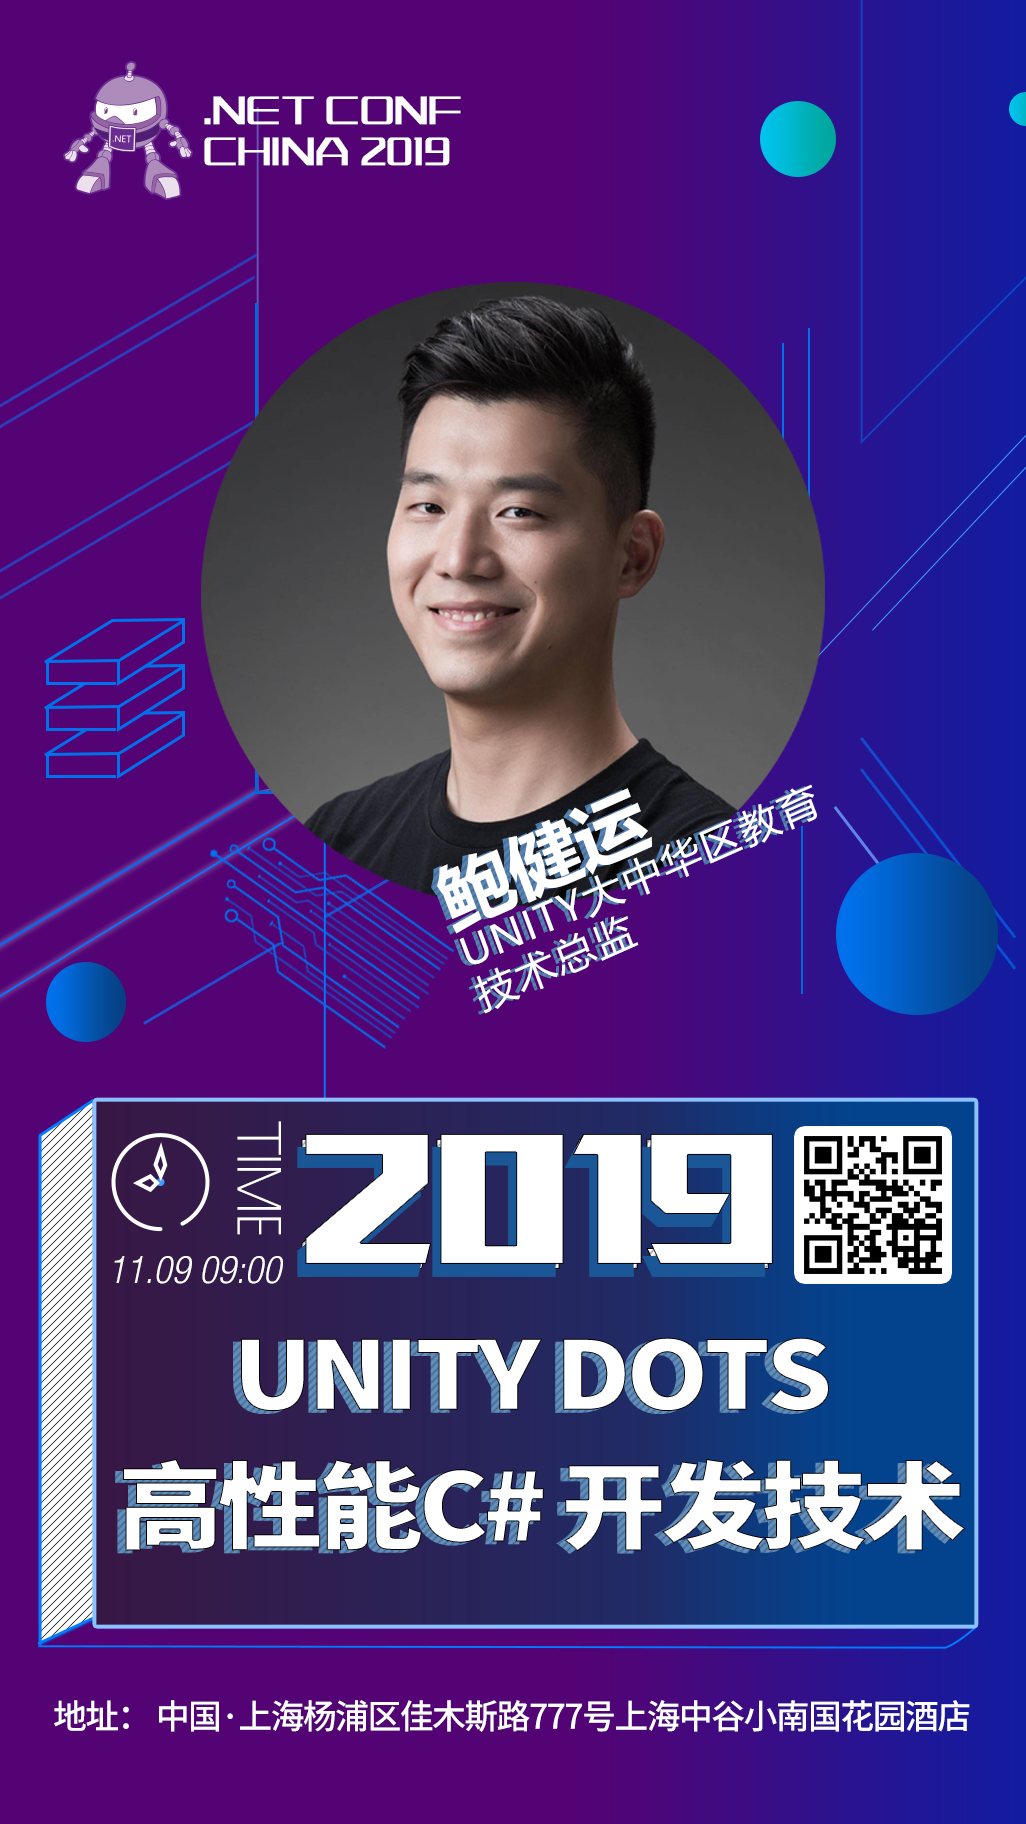 .NET CONF
CHINA 2019
.NET
鲍健运
UNITY大中华区教育
技术总监
TIME
11.09 09:00
2019
UNITY DOTS
高性能C# 开发技术
地址： 中国·上海杨浦区佳木斯路777号上海中谷小南国花园酒店